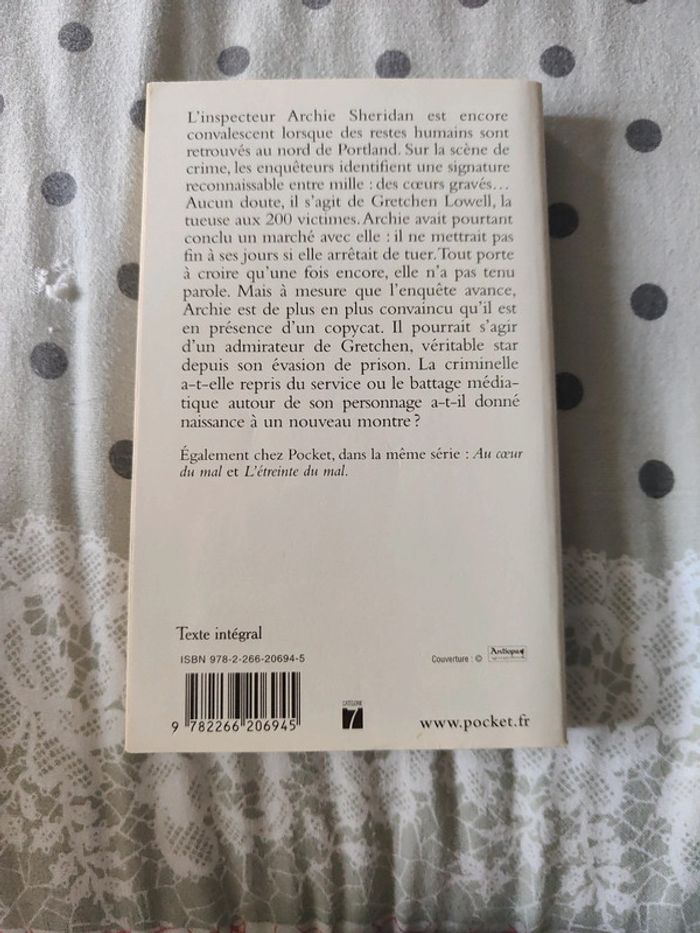 L'inspecteur Archie Sheridan est encore
convalescent lorsque des restes humains sont
retrouvés au nord de Portland. Sur la scène de
crime, les enquêteurs identifient une signature
reconnaissable entre mille : des cœurs gravés…
Aucun doute, il s'agit de Gretchen Lowell, la
tueuse aux 200 victimes. Archie avait pourtant
conclu un marché avec elle : il ne mettrait pas
fin à ses jours si elle arrêtait de tuer. Tout porte
à croire qu'une fois encore, elle n'a pas tenu
parole. Mais à mesure que l'enquête avance,
Archie est de plus en plus convaincu qu'il est
en présence d'un copycat. Il pourrait s'agir
d'un admirateur de Gretchen, véritable star
depuis son évasion de prison. La criminelle
a-t-elle repris du service ou le battage média-
tique autour de son personnage a-t-il donné
naissance à un nouveau montre ?
Également chez Pocket, dans la même série : Au cœur
du mal et L'étreinte du mal.
Texte intégral
ISBN 978-2-266-20694-5
Couverture : © Antiopa
CATÉGORIE
7
9 782266 206945
www.pocket.fr